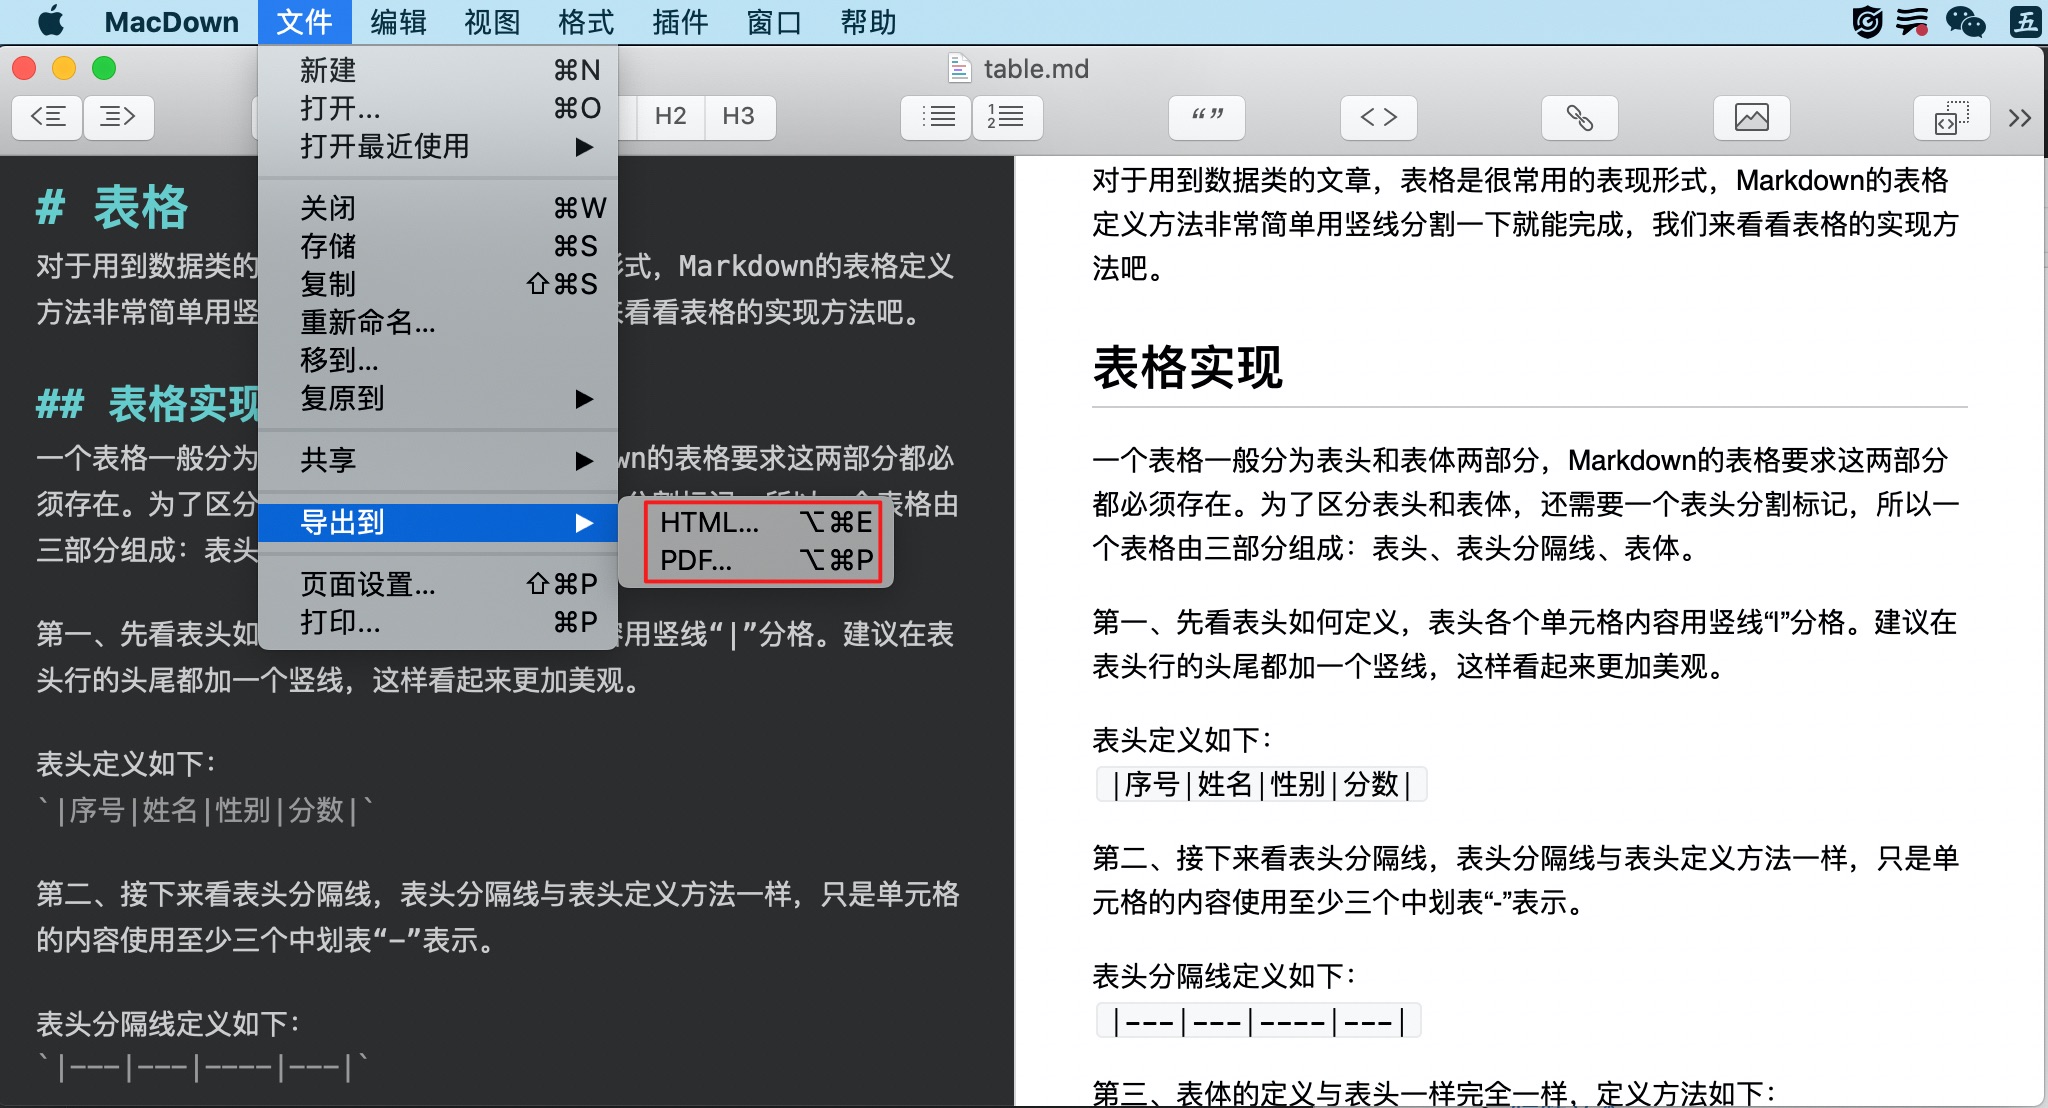 MacDown 文件 编辑 视图 格式 插件 窗口 帮助 五
table.md
H2 H3 “ ” < > »
新建 ⌘N
打开... ⌘O
打开最近使用 ▶
关闭 ⌘W
存储 ⌘S
复制 ⇧⌘S
重新命名...
移到...
复原到 ▶
共享 ▶
导出到 ▶
页面设置... ⇧⌘P
打印... ⌘P
HTML... ⌥⌘E
PDF... ⌥⌘P
# 表格
对于用到数据类的 式，Markdown的表格定义
方法非常简单用竖 看看表格的实现方法吧。
## 表格实现
一个表格一般分为 wn的表格要求这两部分都必
须存在。为了区分 表格由
三部分组成：表头
第一、先看表头如 用竖线“|”分格。建议在表
头行的头尾都加一个竖线，这样看起来更加美观。
表头定义如下：
`|序号|姓名|性别|分数|`
第二、接下来看表头分隔线，表头分隔线与表头定义方法一样，只是单元格
的内容使用至少三个中划表“-”表示。
表头分隔线定义如下：
`|---|---|----|---|`
对于用到数据类的文章，表格是很常用的表现形式，Markdown的表格
定义方法非常简单用竖线分割一下就能完成，我们来看看表格的实现方
法吧。
表格实现
一个表格一般分为表头和表体两部分，Markdown的表格要求这两部分
都必须存在。为了区分表头和表体，还需要一个表头分割标记，所以一
个表格由三部分组成：表头、表头分隔线、表体。
第一、先看表头如何定义，表头各个单元格内容用竖线“|”分格。建议在
表头行的头尾都加一个竖线，这样看起来更加美观。
表头定义如下：
|序号|姓名|性别|分数|
第二、接下来看表头分隔线，表头分隔线与表头定义方法一样，只是单
元格的内容使用至少三个中划表“-”表示。
表头分隔线定义如下：
|---|---|----|---|
第三、表体的定义与表头一样完全一样，定义方法如下：